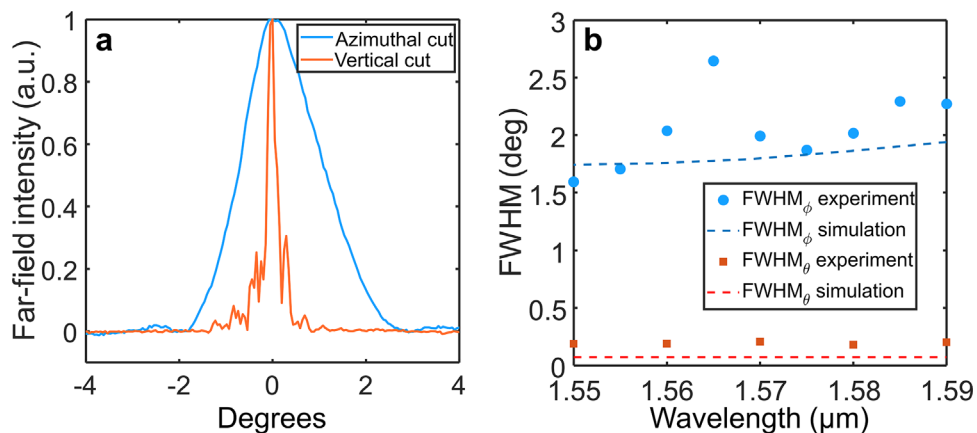 a
Azimuthal cut
Vertical cut
Far-field intensity (a.u.)
1
0.8
0.6
0.4
0.2
0
-4
-2
0
2
4
Degrees
b
FWHM (deg)
3
2.5
2
1.5
1
0.5
0
FWHMϕ experiment
FWHMϕ simulation
FWHMθ experiment
FWHMθ simulation
1.55
1.56
1.57
1.58
1.59
Wavelength (µm)